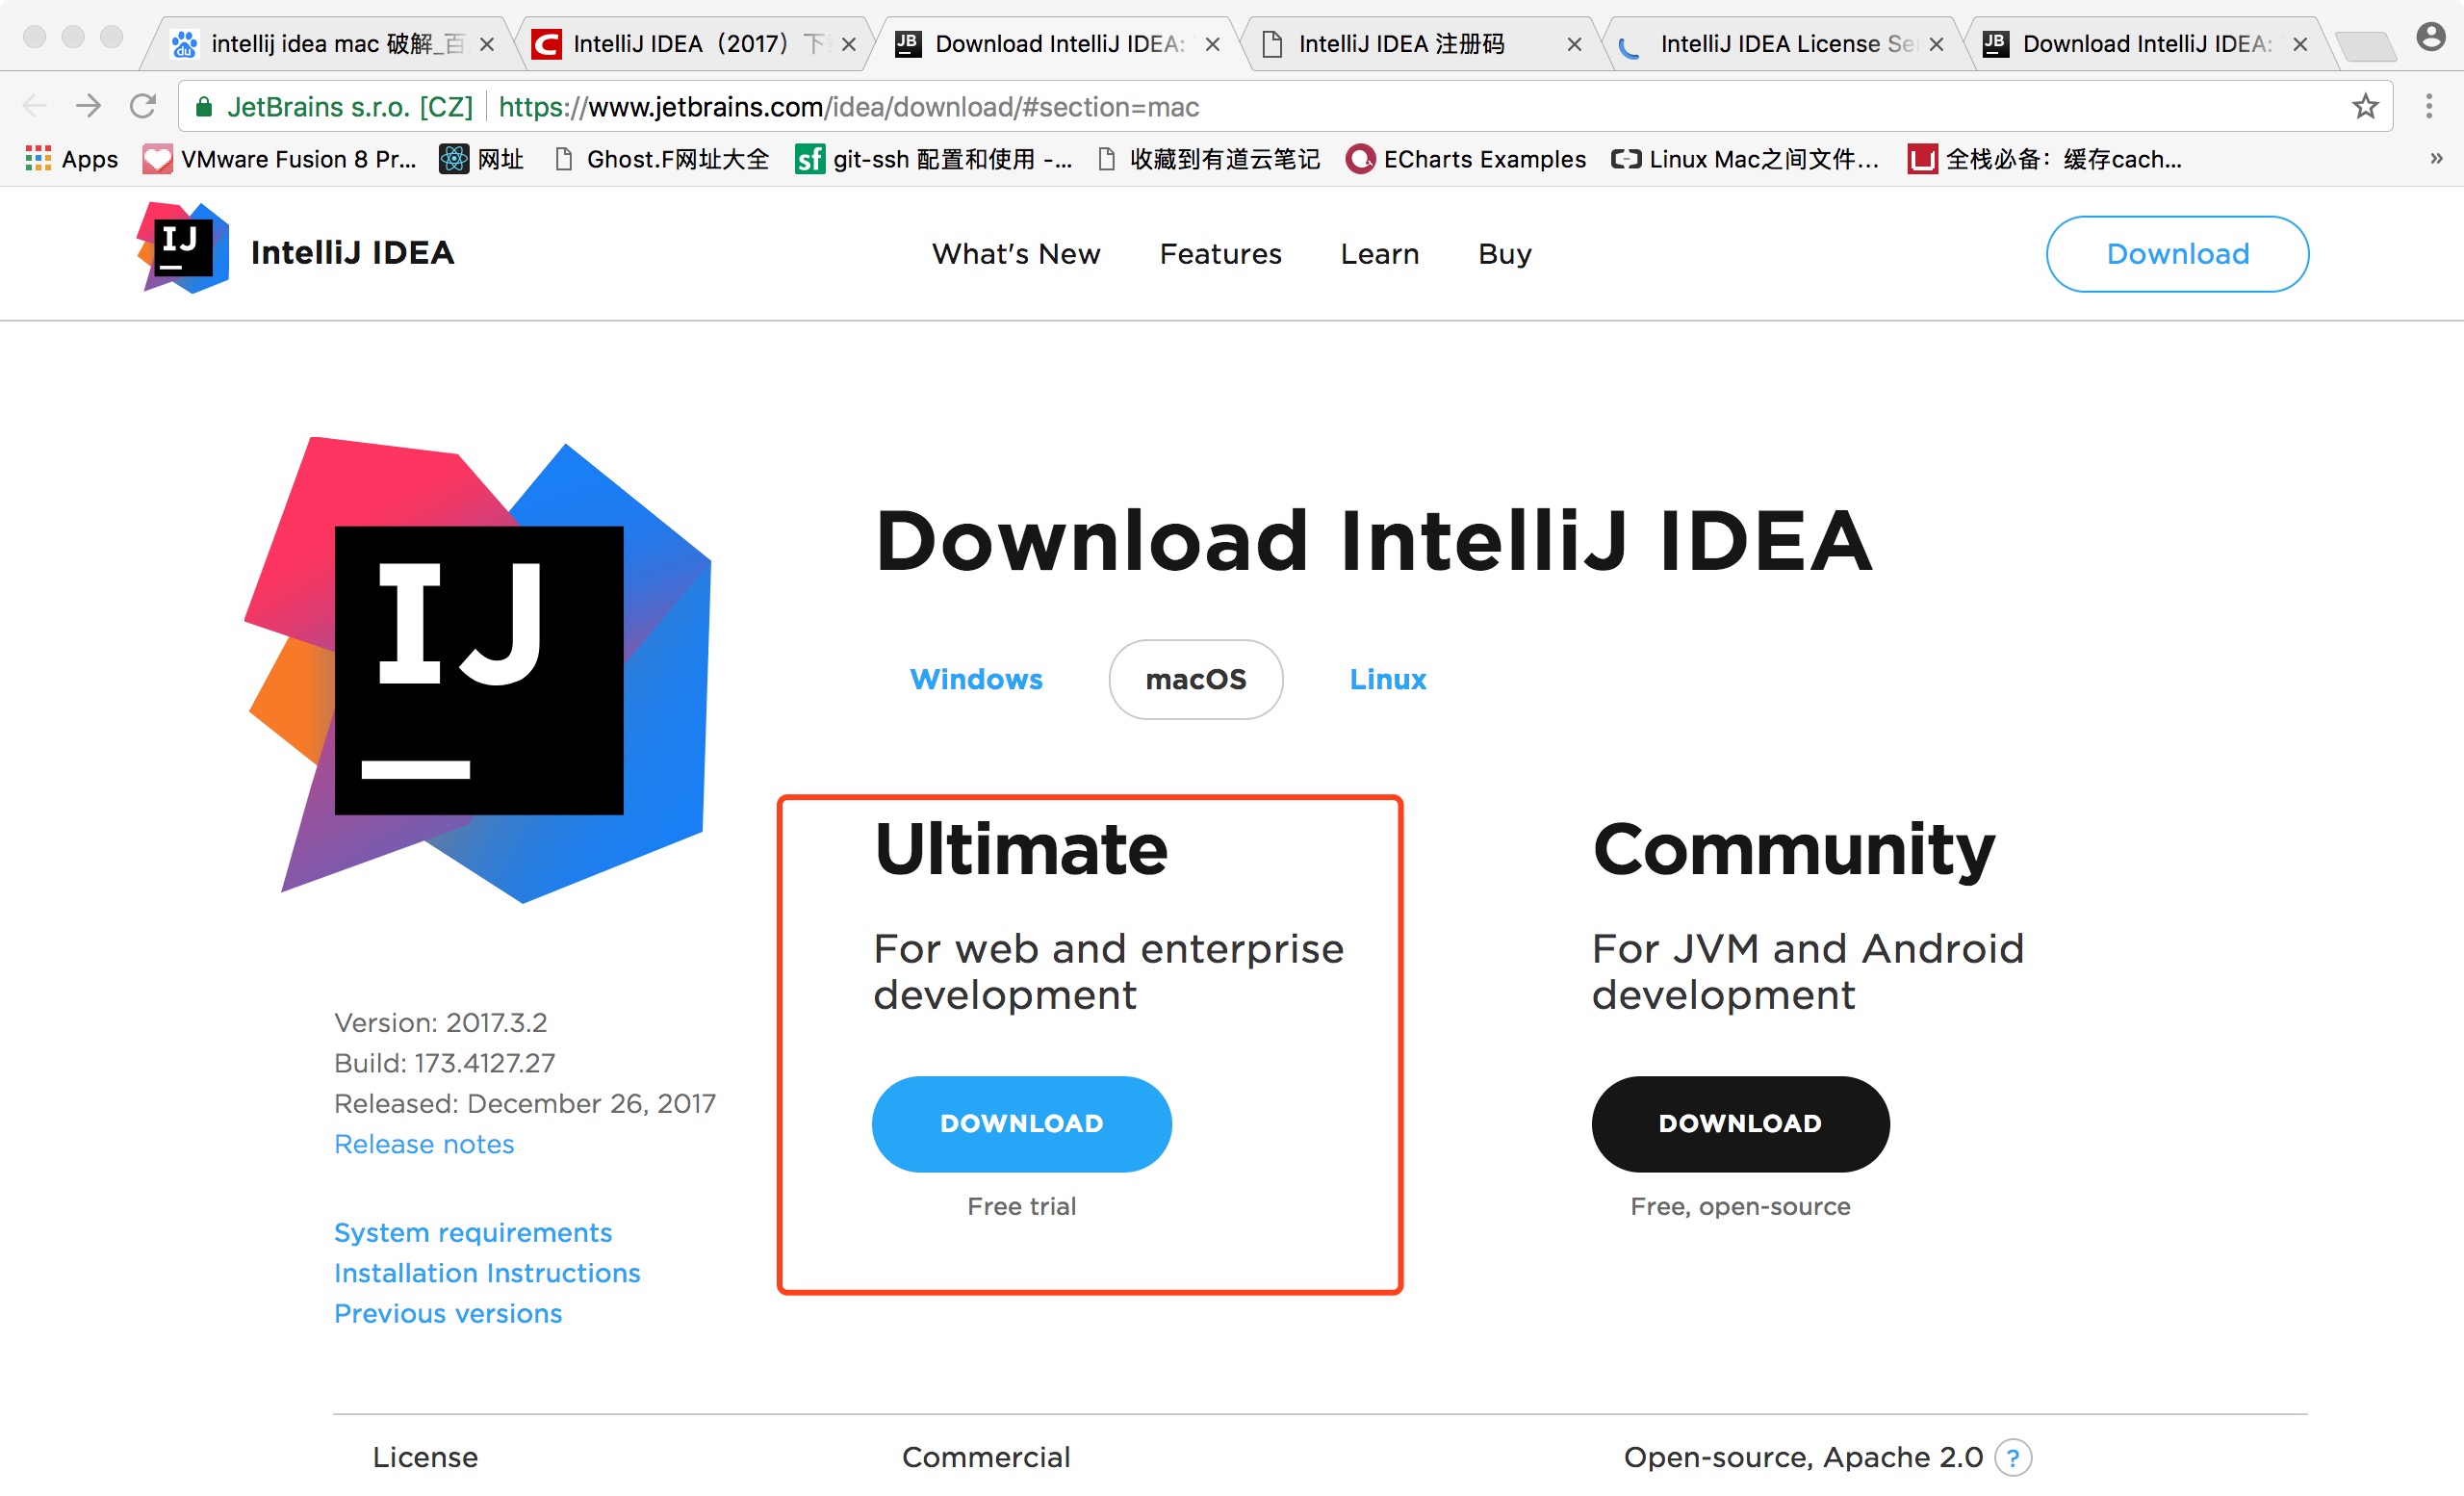 intellij idea mac 破解_百
IntelliJ IDEA（2017）下
Download IntelliJ IDEA:
IntelliJ IDEA 注册码
IntelliJ IDEA License Se
Download IntelliJ IDEA:
JetBrains s.r.o. [CZ]
https://www.jetbrains.com/idea/download/#section=mac
Apps
VMware Fusion 8 Pr...
网址
Ghost.F网址大全
sf git-ssh 配置和使用 -...
收藏到有道云笔记
ECharts Examples
Linux Mac之间文件...
全栈必备：缓存cach...
»
IJ
IntelliJ IDEA
What's New
Features
Learn
Buy
Download
IJ
Download IntelliJ IDEA
Windows
macOS
Linux
Version: 2017.3.2
Build: 173.4127.27
Released: December 26, 2017
Release notes
System requirements
Installation Instructions
Previous versions
Ultimate
For web and enterprise
development
DOWNLOAD
Free trial
Community
For JVM and Android
development
DOWNLOAD
Free, open-source
License
Commercial
Open-source, Apache 2.0 ?